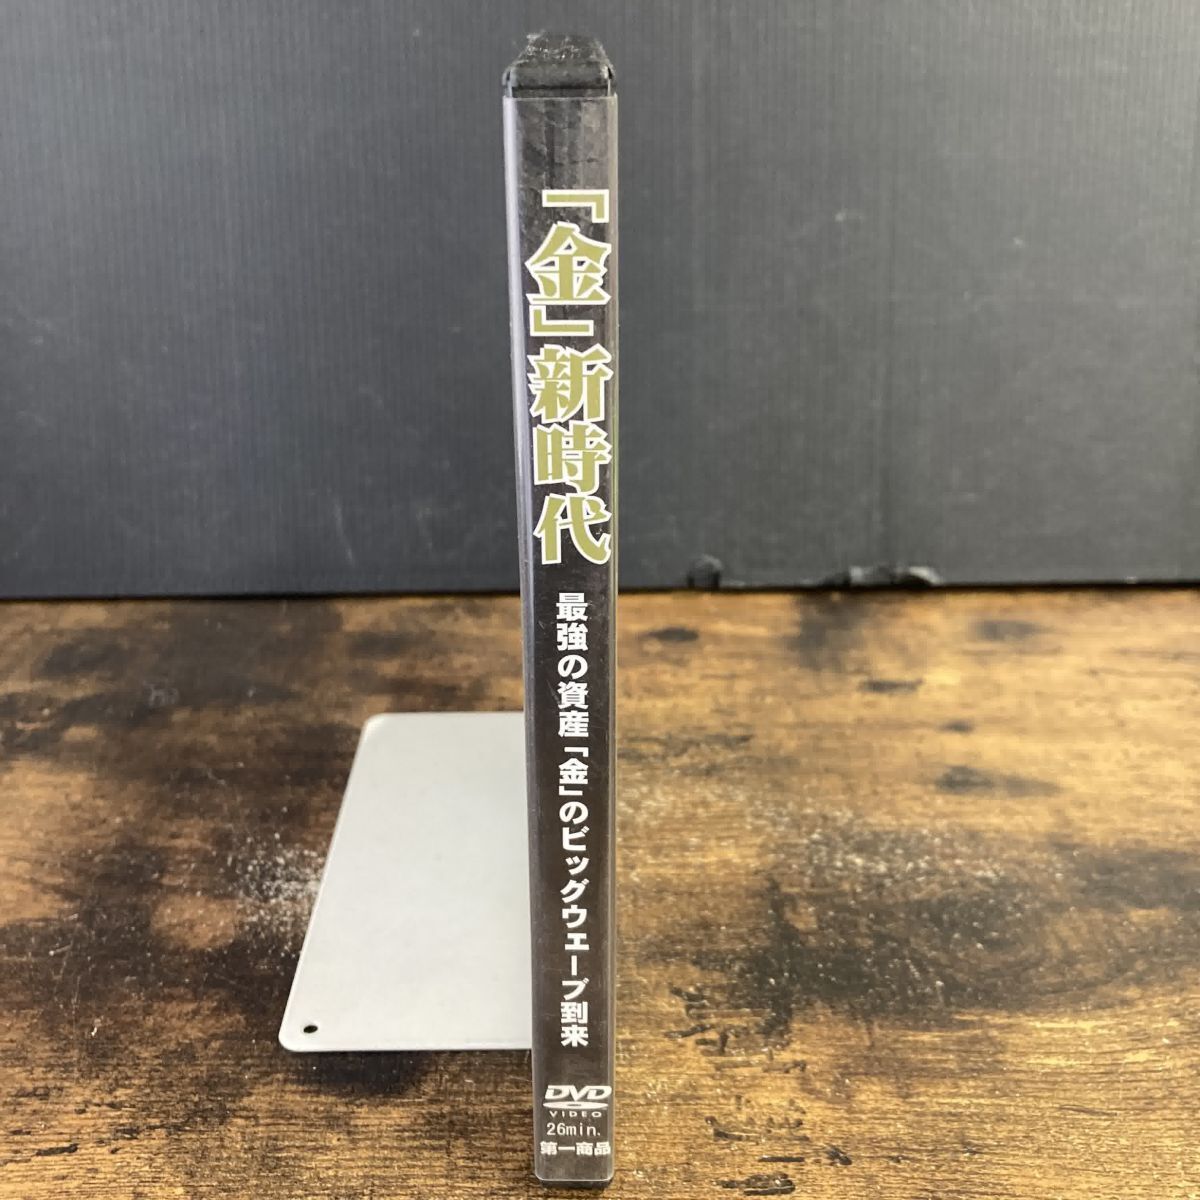 「金」新時代
最強の資産「金」のビッグウェーブ到来
DVD
VIDEO
26min.
第一商品